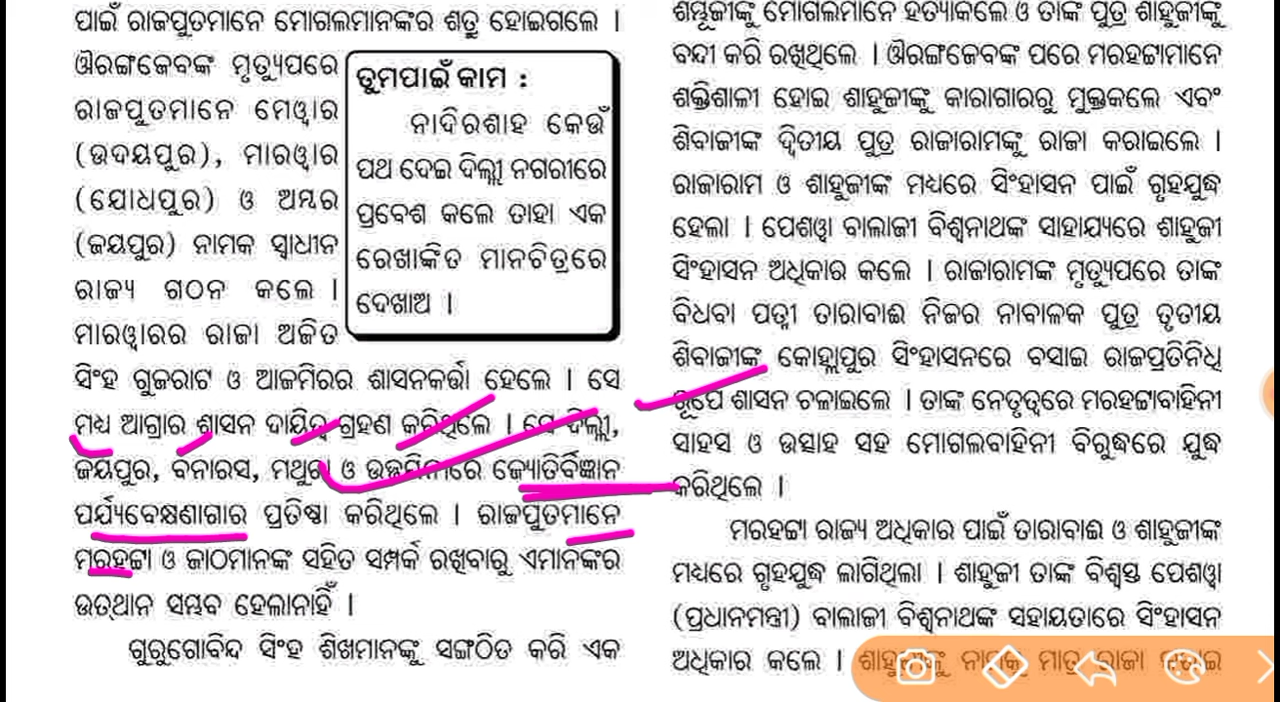 ପାଇଁ ରାଜପୁତମାନେ ମୋଗଲମାନଙ୍କର ଶତ୍ରୁ ହୋଇଗଲେ ।
ଔରଙ୍ଗଜେବଙ୍କ ମୃତ୍ୟୁପରେ
ରାଜପୁତମାନେ ମେୱାର
(ଉଦୟପୁର), ମାରୱାର
(ଯୋଧପୁର) ଓ ଅମ୍ବର
(ଜୟପୁର) ନାମକ ସ୍ୱାଧୀନ
ରାଜ୍ୟ ଗଠନ କଲେ ।
ମାରୱାରର ରାଜା ଅଜିତ
ତୁମପାଇଁ କାମ :
ନାଦିରଶାହ କେଉଁ
ପଥ ଦେଇ ଦିଲ୍ଲୀ ନଗରୀରେ
ପ୍ରବେଶ କଲେ ତାହା ଏକ
ରେଖାଙ୍କିତ ମାନଚିତ୍ରରେ
ଦେଖାଅ ।
ସିଂହ ଗୁଜରାଟ ଓ ଆଜମିରର ଶାସନକର୍ତ୍ତା ହେଲେ । ସେ
ମଧ୍ୟ ଆଗ୍ରାର ଶାସନ ଦାୟିତ୍ୱ ଗ୍ରହଣ କରିଥିଲେ । ସେ ଦିଲ୍ଲୀ,
ଜୟପୁର, ବନାରସ, ମଥୁରା ଓ ଉଜ୍ଜୟିନୀରେ ଜ୍ୟୋତିର୍ବିଜ୍ଞାନ
ପର୍ଯ୍ୟବେକ୍ଷଣାଗାର ପ୍ରତିଷ୍ଠା କରିଥିଲେ । ରାଜପୁତମାନେ
ମରହଟ୍ଟା ଓ ଜାଠମାନଙ୍କ ସହିତ ସମ୍ପର୍କ ରଖିବାରୁ ଏମାନଙ୍କର
ଉତ୍‌ଥାନ ସମ୍ଭବ ହେଲାନାହିଁ ।
ଗୁରୁଗୋବିନ୍ଦ ସିଂହ ଶିଖମାନଙ୍କୁ ସଙ୍ଗଠିତ କରି ଏକ
ଶମ୍ଭୂଜୀଙ୍କୁ ମୋଗଲମାନେ ହତ୍ୟାକଲେ ଓ ତାଙ୍କ ପୁତ୍ର ଶାହୁଜୀଙ୍କୁ
ବନ୍ଦୀ କରି ରଖିଥିଲେ । ଔରଙ୍ଗଜେବଙ୍କ ପରେ ମରହଟ୍ଟାମାନେ
ଶକ୍ତିଶାଳୀ ହୋଇ ଶାହୁଜୀଙ୍କୁ କାରାଗାରରୁ ମୁକ୍ତକଲେ ଏବଂ
ଶିବାଜୀଙ୍କ ଦ୍ୱିତୀୟ ପୁତ୍ର ରାଜାରାମଙ୍କୁ ରାଜା କରାଇଲେ ।
ରାଜାରାମ ଓ ଶାହୁଜୀଙ୍କ ମଧ୍ୟରେ ସିଂହାସନ ପାଇଁ ଗୃହଯୁଦ୍ଧ
ହେଲା । ପେଶୱା ବାଲାଜୀ ବିଶ୍ୱନାଥଙ୍କ ସାହାଯ୍ୟରେ ଶାହୁଜୀ
ସିଂହାସନ ଅଧିକାର କଲେ । ରାଜାରାମଙ୍କ ମୃତ୍ୟୁପରେ ତାଙ୍କ
ବିଧବା ପତ୍ନୀ ତାରାବାଈ ନିଜର ନାବାଳକ ପୁତ୍ର ତୃତୀୟ
ଶିବାଜୀଙ୍କୁ କୋହ୍ଲାପୁର ସିଂହାସନରେ ବସାଇ ରାଜପ୍ରତିନିଧି
ରୂପେ ଶାସନ ଚଳାଇଲେ । ତାଙ୍କ ନେତୃତ୍ୱରେ ମରହଟ୍ଟାବାହିନୀ
ସାହସ ଓ ଉତ୍ସାହ ସହ ମୋଗଲବାହିନୀ ବିରୁଦ୍ଧରେ ଯୁଦ୍ଧ
କରିଥିଲେ ।
ମରହଟ୍ଟା ରାଜ୍ୟ ଅଧିକାର ପାଇଁ ତାରାବାଈ ଓ ଶାହୁଜୀଙ୍କ
ମଧ୍ୟରେ ଗୃହଯୁଦ୍ଧ ଲାଗିଥିଲା । ଶାହୁଜୀ ତାଙ୍କ ବିଶ୍ୱସ୍ତ ପେଶୱା
(ପ୍ରଧାନମନ୍ତ୍ରୀ) ବାଲାଜୀ ବିଶ୍ୱନାଥଙ୍କ ସହାୟତାରେ ସିଂହାସନ
ଅଧିକାର କଲେ । ଶାହୁଜୀଙ୍କୁ ନାମକୁ ମାତ୍ର ରାଜା